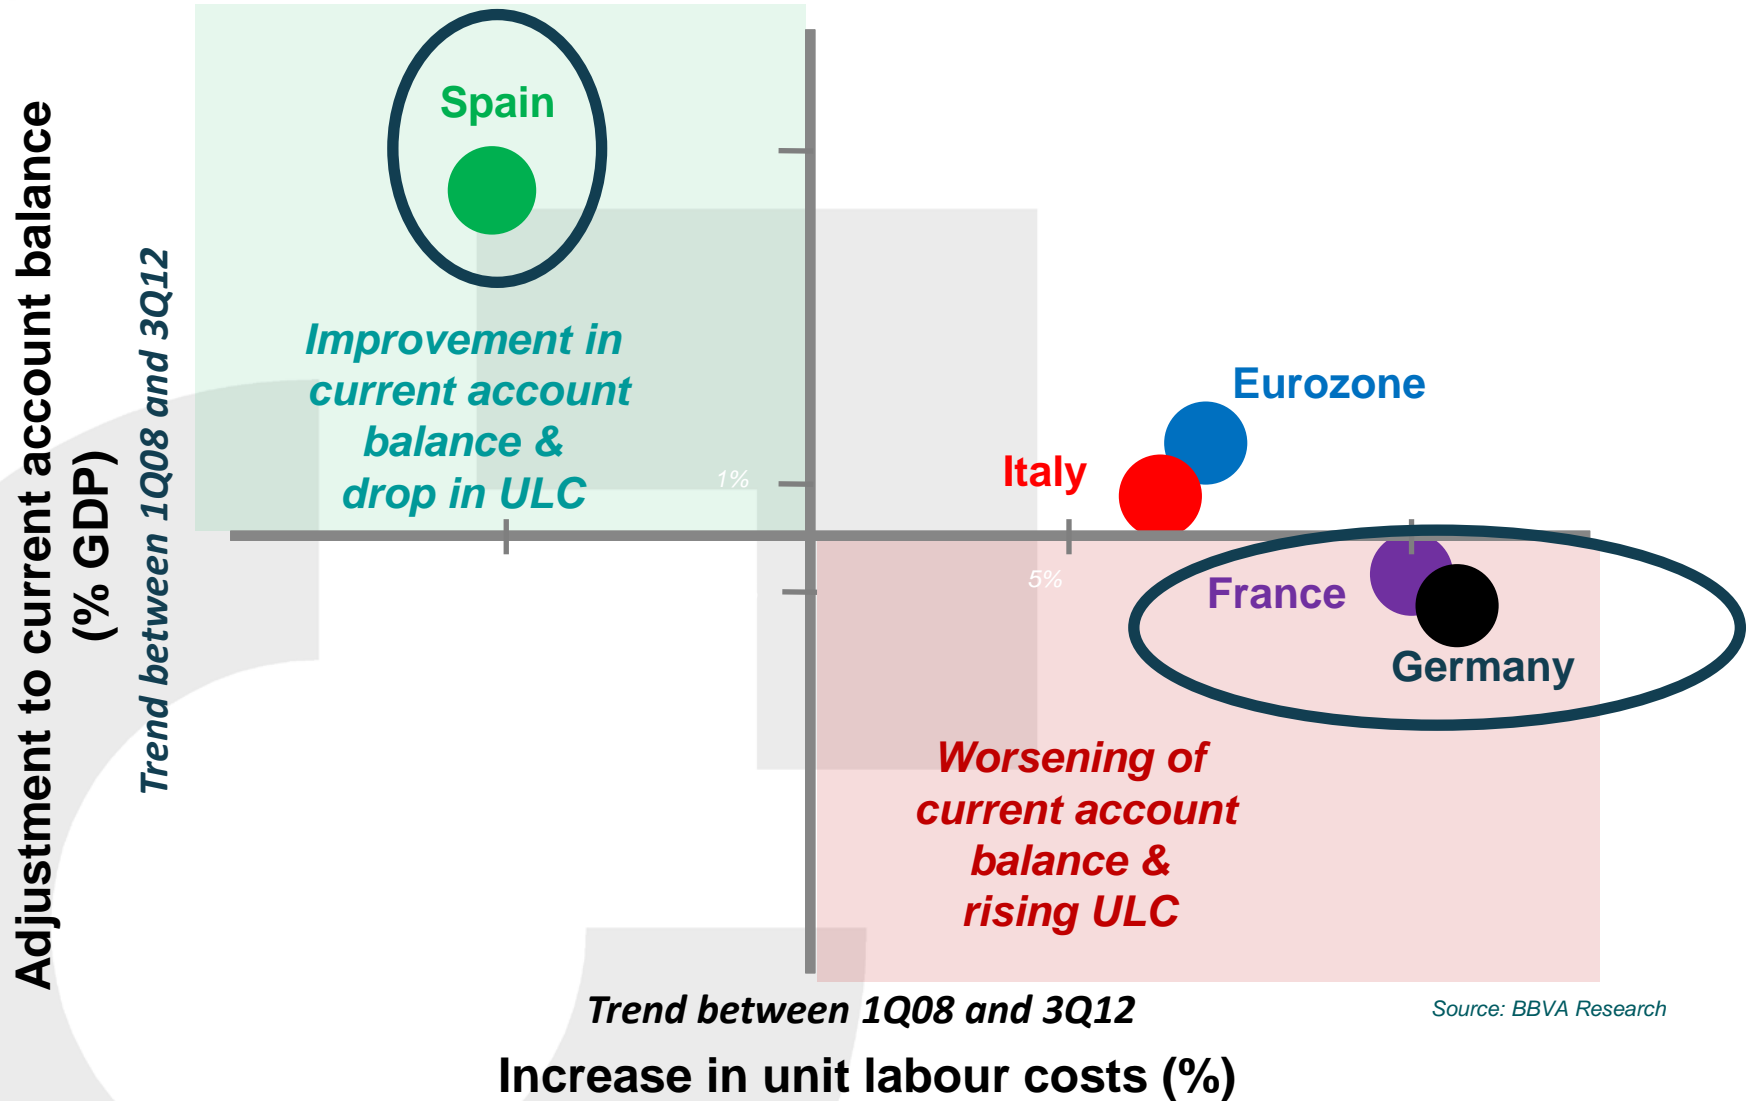 Adjustment to current account balance
(% GDP)
Trend between 1Q08 and 3Q12
Spain
Improvement in
current account
balance &
drop in ULC
1%
Eurozone
Italy
5%
France
Germany
Worsening of
current account
balance &
rising ULC
Trend between 1Q08 and 3Q12
Source: BBVA Research
Increase in unit labour costs (%)